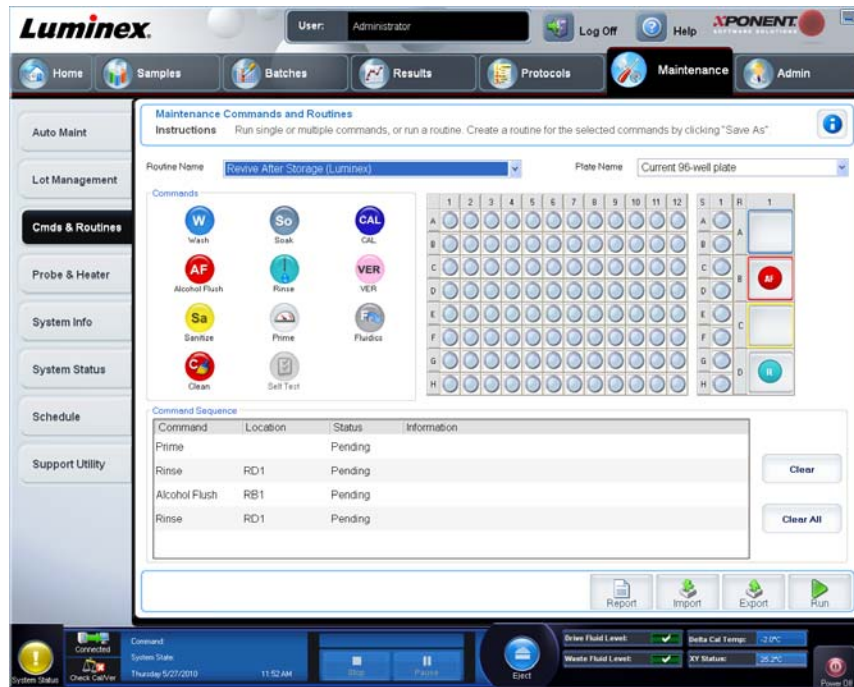 Luminex.
User: Administrator
Log Off
Help
XPONENT.
SOFTWARE SOLUTIONS
Home
Samples
Batches
Results
Protocols
Maintenance
Admin
Auto Maint
Lot Management
Cmds & Routines
Probe & Heater
System Info
System Status
Schedule
Support Utility
Maintenance Commands and Routines
Instructions Run single or multiple commands, or run a routine. Create a routine for the selected commands by clicking "Save As".
Routine Name Revive After Storage (Luminex)
Plate Name Current 96-well plate
Commands
W So CAL
Wash Soak CAL
AF VER
Alcohol Flush Rinse VER
Sa
Sanitize Prime Fluidics
Clean Self Test
1 2 3 4 5 6 7 8 9 10 11 12 S 1 R 1
A A A
B B
C C B AF
D D
E E C
F F
G G D R
H H
Command Sequence
Command Location Status Information
Prime Pending
Rinse RD1 Pending
Alcohol Flush RB1 Pending
Rinse RD1 Pending
Clear
Clear All
Report Import Export Run
System Status
Connected
Check Cal/Ver
Command:
System State:
Thursday 5/27/2010 11:52 AM
Stop
Pause
Eject
Drive Fluid Level:
Waste Fluid Level:
Delta Cal Temp: -2.0°C
XY Status: 25.2°C
Power Off